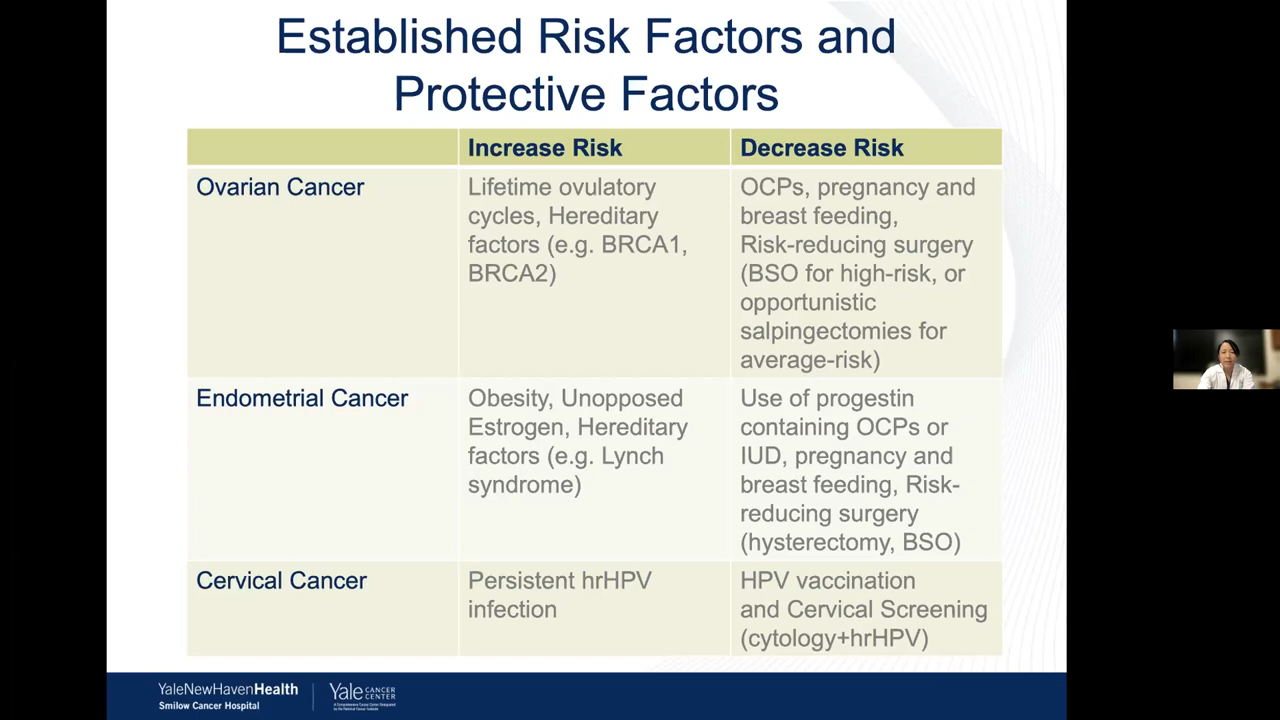 Established Risk Factors and
Protective Factors
Increase Risk
Decrease Risk
Ovarian Cancer
Lifetime ovulatory
cycles, Hereditary
factors (e.g. BRCA1,
BRCA2)
OCPs, pregnancy and
breast feeding,
Risk-reducing surgery
(BSO for high-risk, or
opportunistic
salpingectomies for
average-risk)
Endometrial Cancer
Obesity, Unopposed
Estrogen, Hereditary
factors (e.g. Lynch
syndrome)
Use of progestin
containing OCPs or
IUD, pregnancy and
breast feeding, Risk-
reducing surgery
(hysterectomy, BSO)
Cervical Cancer
Persistent hrHPV
infection
HPV vaccination
and Cervical Screening
(cytology+hrHPV)
YaleNewHavenHealth
Smilow Cancer Hospital
Yale CANCER
CENTER